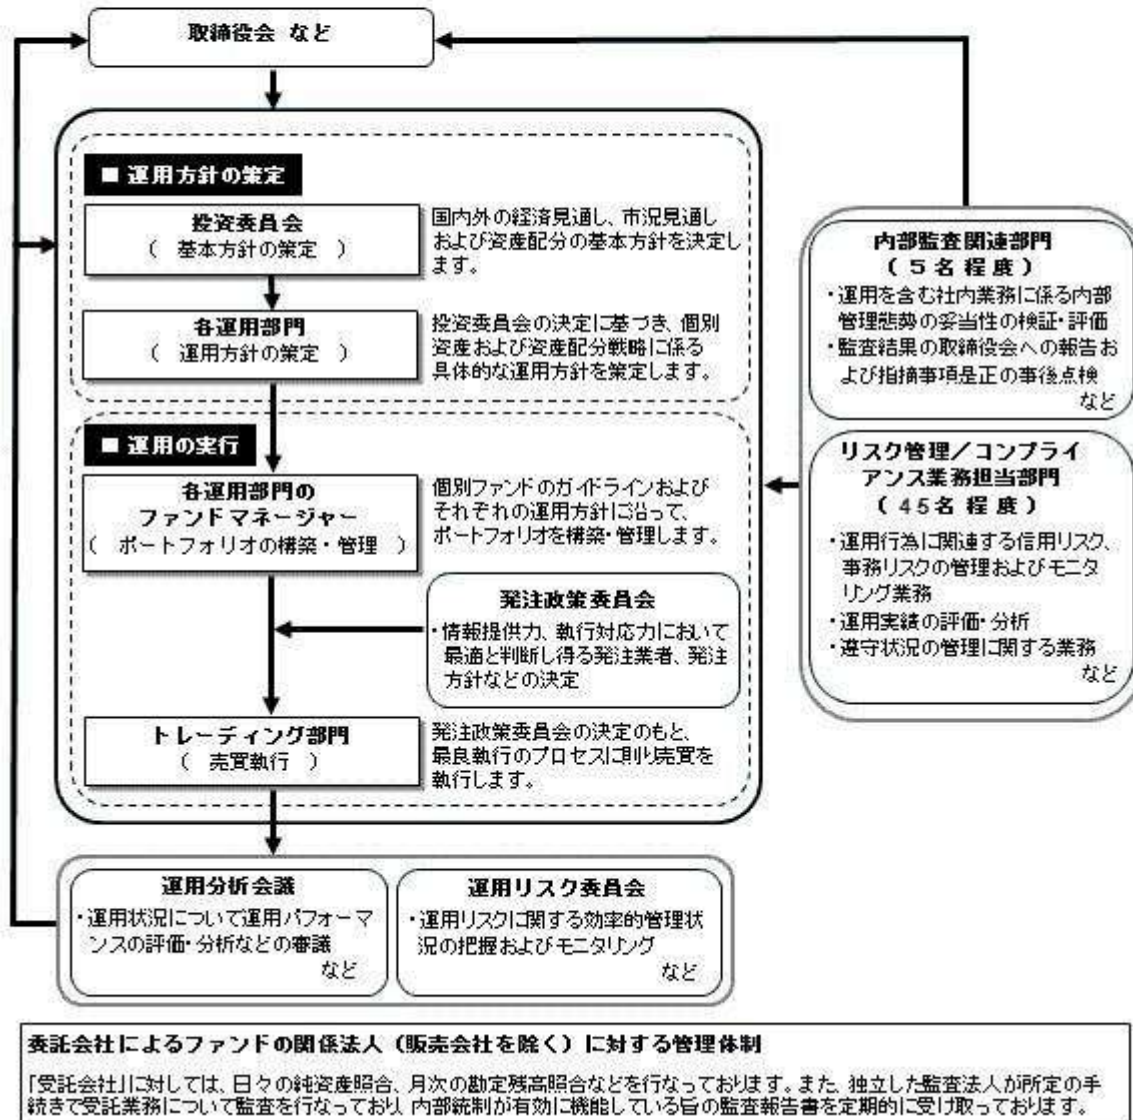 取締役会 など
■ 運用方針の策定
投資委員会
( 基本方針の策定 )
国内外の経済見通し、市況見通し
および資産配分の基本方針を決定し
ます。
各運用部門
( 運用方針の策定 )
投資委員会の決定に基づき、個別
資産および資産配分戦略に係る
具体的な運用方針を策定します。
■ 運用の実行
各運用部門の
ファンドマネージャー
( ポートフォリオの構築・管理 )
個別ファンドのガイドラインおよび
それぞれの運用方針に沿って、
ポートフォリオを構築・管理します。
発注政策委員会
・情報提供力、執行対応力において
最適と判断し得る発注業者、発注
方針などの決定
トレーディング部門
( 売買執行 )
発注政策委員会の決定のもと、
最良執行のプロセスに則り売買を
執行します。
内部監査関連部門
( 5名程度 )
・運用を含む社内業務に係る内部
管理態勢の妥当性の検証・評価
・監査結果の取締役会への報告お
よび指摘事項是正の事後点検
など
リスク管理／コンプライ
アンス業務担当部門
( 45名程度 )
・運用行為に関連する信用リスク、
事務リスクの管理およびモニタ
リング業務
・運用実績の評価・分析
・遵守状況の管理に関する業務
など
運用分析会議
・運用状況について運用パフォーマ
ンスの評価・分析などの審議
など
運用リスク委員会
・運用リスクに関する効率的管理状
況の把握およびモニタリング
など
委託会社によるファンドの関係法人（販売会社を除く）に対する管理体制
「受託会社」に対しては、日々の純資産照合、月次の勘定残高照合などを行なっております。また、独立した監査法人が所定の手
続きで受託業務について監査を行なっており、内部統制が有効に機能している旨の監査報告書を定期的に受け取っております。